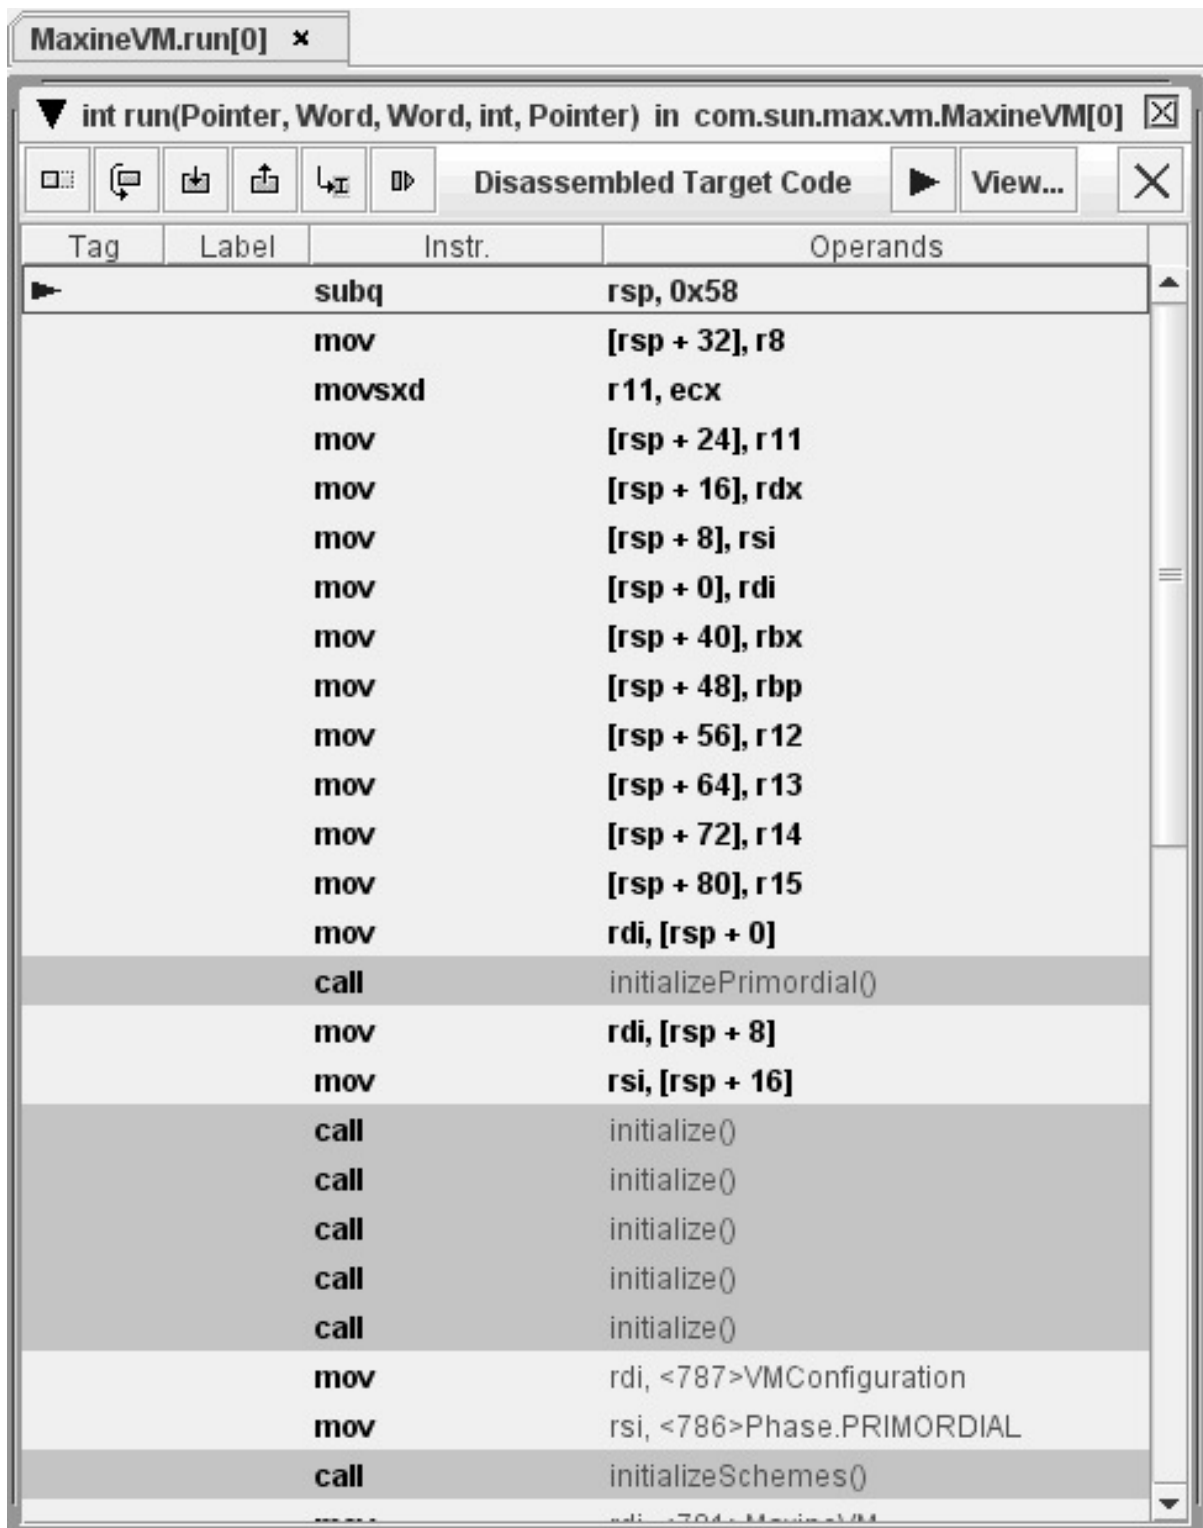 MaxineVM.run[0] ×
int run(Pointer, Word, Word, int, Pointer) in com.sun.max.vm.MaxineVM[0]
Disassembled Target Code View...
Tag Label Instr. Operands
subq rsp, 0x58
mov [rsp + 32], r8
movsxd r11, ecx
mov [rsp + 24], r11
mov [rsp + 16], rdx
mov [rsp + 8], rsi
mov [rsp + 0], rdi
mov [rsp + 40], rbx
mov [rsp + 48], rbp
mov [rsp + 56], r12
mov [rsp + 64], r13
mov [rsp + 72], r14
mov [rsp + 80], r15
mov rdi, [rsp + 0]
call initializePrimordial()
mov rdi, [rsp + 8]
mov rsi, [rsp + 16]
call initialize()
call initialize()
call initialize()
call initialize()
call initialize()
mov rdi, <787>VMConfiguration
mov rsi, <786>Phase.PRIMORDIAL
call initializeSchemes()